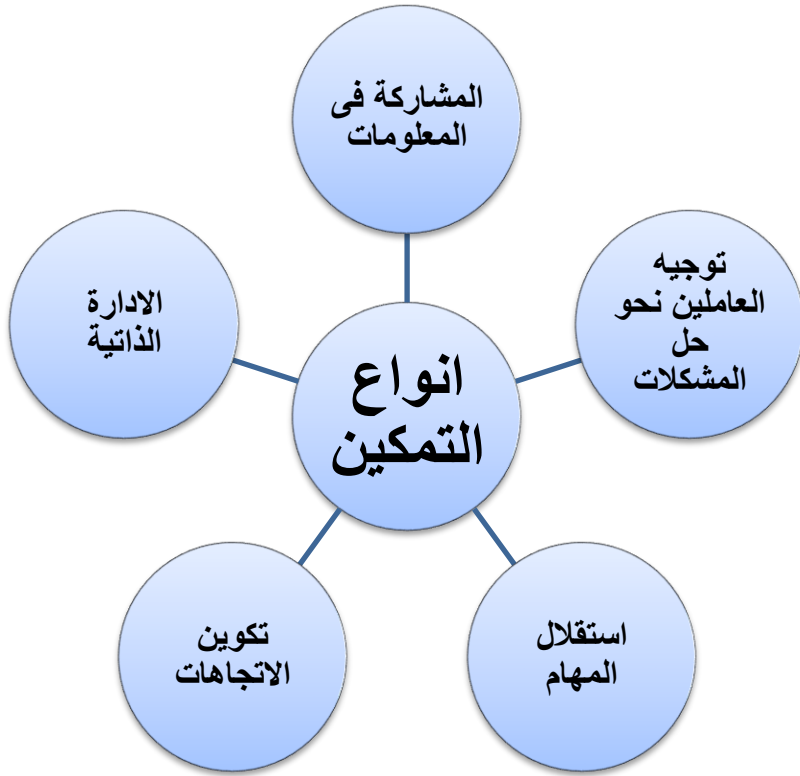 المشاركة فى
المعلومات
توجيه
العاملين نحو
حل
المشكلات
الادارة
الذاتية
انواع
التمكين
استقلال
المهام
تكوين
الاتجاهات